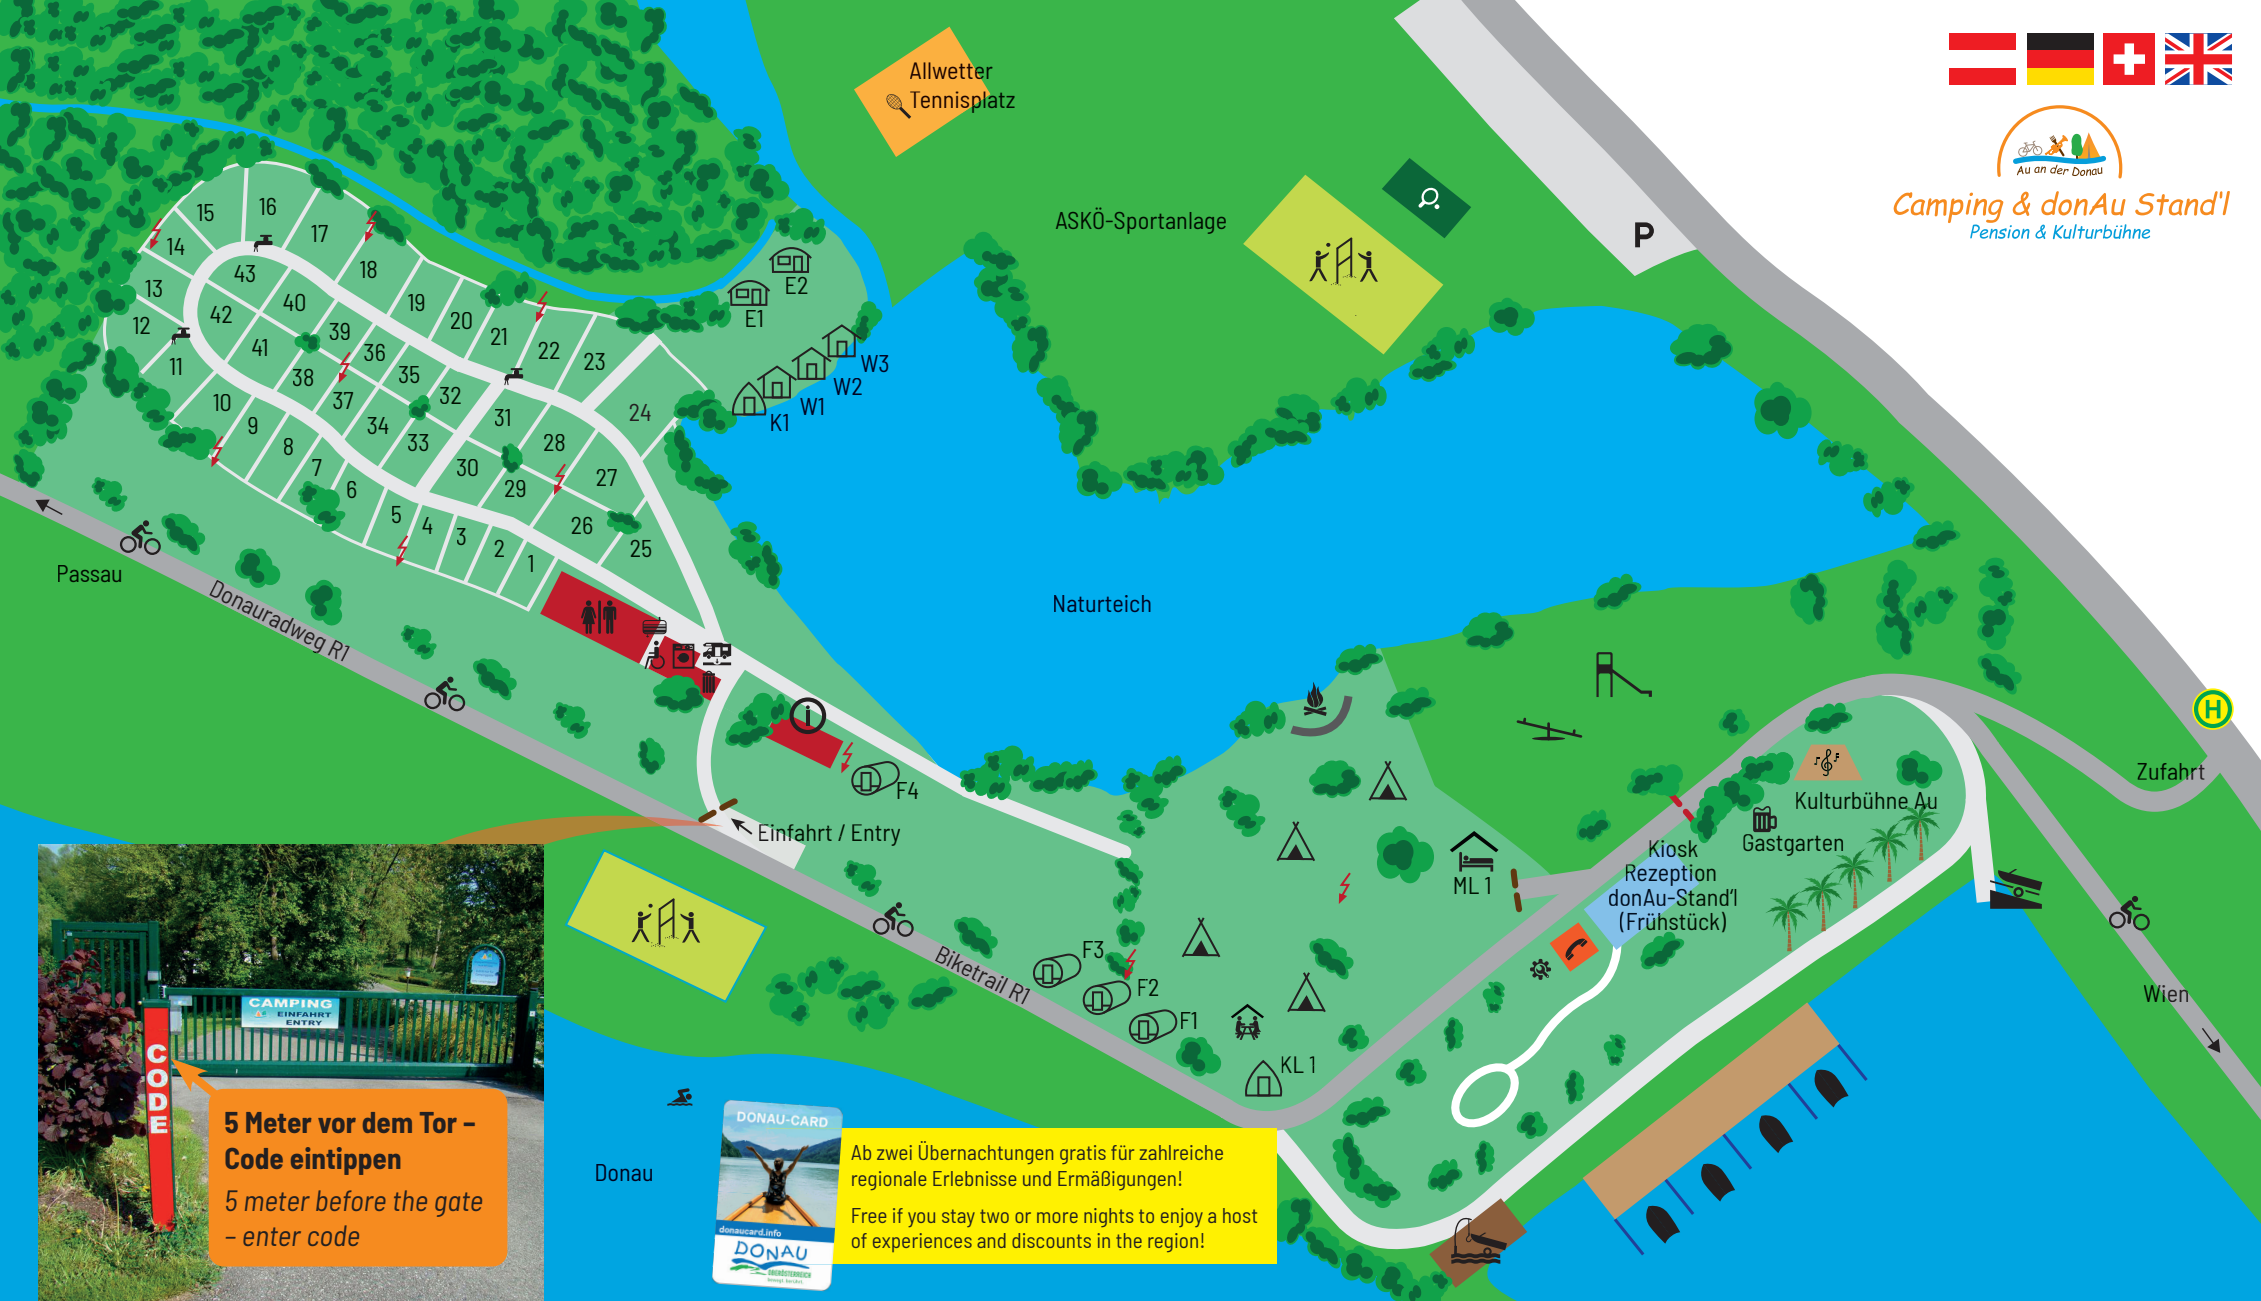 Allwetter
Tennisplatz
ASKÖ-Sportanlage
P
Au an der Donau
Camping & donAu Stand'l
Pension & Kulturbühne
15
16
17
14
18
43
13
40
19
42
12
39
20
41
36
21
22
23
11
38
35
32
10
37
31
24
9
34
33
28
8
7
30
27
6
29
5
4
26
3
2
25
1
E2
E1
W3
W2
W1
K1
Passau
Donauradweg R1
Naturteich
i
F4
Einfahrt / Entry
H
Zufahrt
Kulturbühne Au
Gastgarten
Kiosk
Rezeption
donAu-Stand'l
(Frühstück)
ML 1
F3
F2
F1
Biketrail R1
KL 1
Wien
Donau
CAMPING
EINFAHRT
ENTRY
CODE
5 Meter vor dem Tor –
Code eintippen
5 meter before the gate
– enter code
DONAU-CARD
donaucard.info
DONAU
OBERÖSTERREICH
Ab zwei Übernachtungen gratis für zahlreiche
regionale Erlebnisse und Ermäßigungen!
Free if you stay two or more nights to enjoy a host
of experiences and discounts in the region!